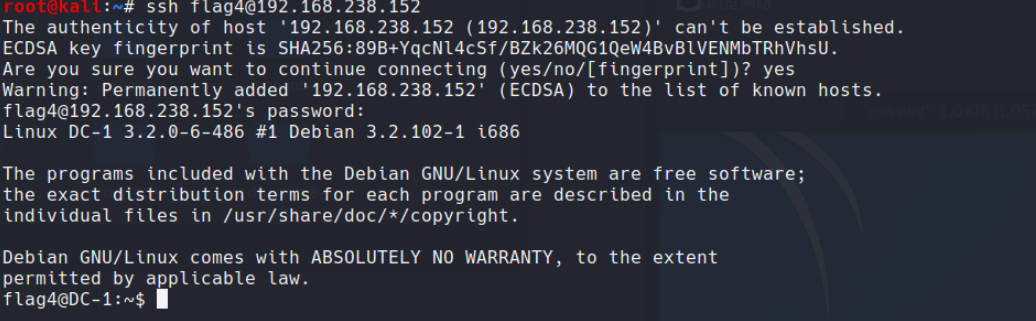 root@kali:~# ssh flag4@192.168.238.152
The authenticity of host '192.168.238.152 (192.168.238.152)' can't be established.
ECDSA key fingerprint is SHA256:89B+YqcNl4cSf/BZk26MQG1QeW4BvBlVENMbTRhVhsU.
Are you sure you want to continue connecting (yes/no/[fingerprint])? yes
Warning: Permanently added '192.168.238.152' (ECDSA) to the list of known hosts.
flag4@192.168.238.152's password:
Linux DC-1 3.2.0-6-486 #1 Debian 3.2.102-1 i686
The programs included with the Debian GNU/Linux system are free software;
the exact distribution terms for each program are described in the
individual files in /usr/share/doc/*/copyright.
Debian GNU/Linux comes with ABSOLUTELY NO WARRANTY, to the extent
permitted by applicable law.
flag4@DC-1:~$